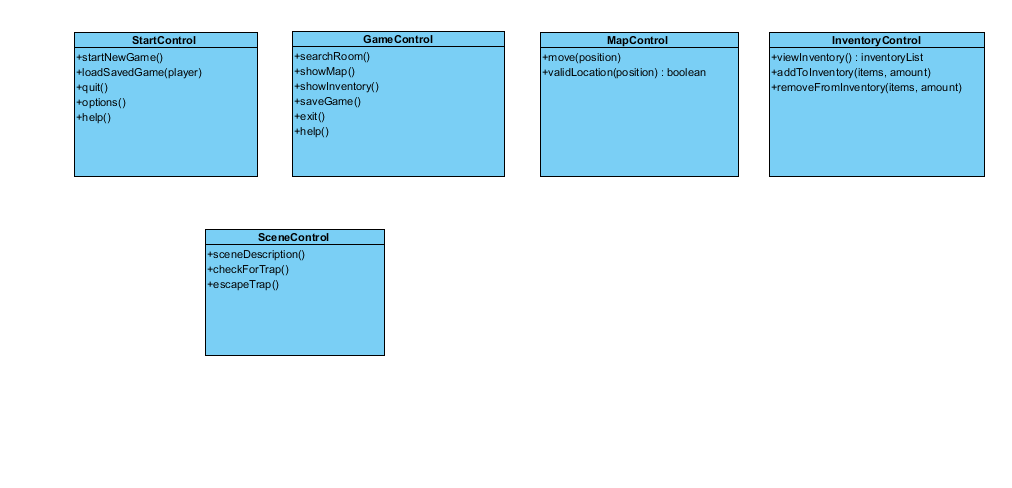 StartControl
+startNewGame()
+loadSavedGame(player)
+quit()
+options()
+help()
GameControl
+searchRoom()
+showMap()
+showInventory()
+saveGame()
+exit()
+help()
MapControl
+move(position)
+validLocation(position) : boolean
InventoryControl
+viewInventory() : inventoryList
+addToInventory(items, amount)
+removeFromInventory(items, amount)
SceneControl
+sceneDescription()
+checkForTrap()
+escapeTrap()